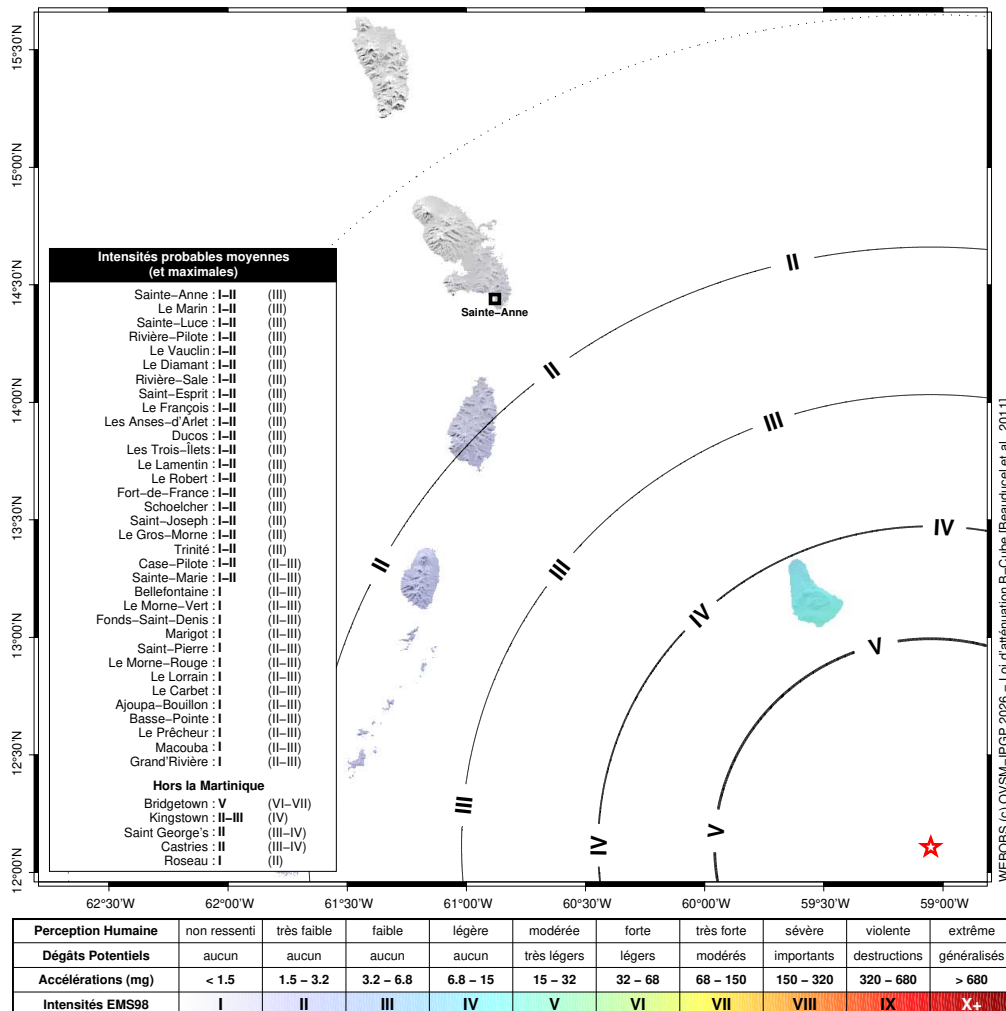 15°30'N
15°00'N
14°30'N
14°00'N
13°30'N
13°00'N
12°30'N
12°00'N
Intensités probables moyennes
(et maximales)
Sainte−Anne : I−II (III)
Le Marin : I−II (III)
Sainte−Luce : I−II (III)
Rivière−Pilote : I−II (III)
Le Vauclin : I−II (III)
Le Diamant : I−II (III)
Rivière−Sale : I−II (III)
Saint−Esprit : I−II (III)
Le François : I−II (III)
Les Anses−d'Arlet : I−II (III)
Ducos : I−II (III)
Les Trois−Îlets : I−II (III)
Le Lamentin : I−II (III)
Le Robert : I−II (III)
Fort−de−France : I−II (III)
Schoelcher : I−II (III)
Saint−Joseph : I−II (III)
Le Gros−Morne : I−II (III)
Trinité : I−II (III)
Case−Pilote : I−II (II−III)
Sainte−Marie : I−II (II−III)
Bellefontaine : I (II−III)
Le Morne−Vert : I (II−III)
Fonds−Saint−Denis : I (II−III)
Marigot : I (II−III)
Saint−Pierre : I (II−III)
Le Morne−Rouge : I (II−III)
Le Lorrain : I (II−III)
Le Carbet : I (II−III)
Ajoupa−Bouillon : I (II−III)
Basse−Pointe : I (II−III)
Le Prêcheur : I (II−III)
Macouba : I (II−III)
Grand'Rivière : I (II−III)
Hors la Martinique
Bridgetown : V (VI−VII)
Kingstown : II−III (IV)
Saint George's : II (III−IV)
Castries : II (III−IV)
Roseau : I (II)
Sainte−Anne
II
II
II
III
III
III
IV
IV
IV
V
V
WEBOBS (c) OVSM−IPGP 2026 − Loi d'atténuation B−Cube [Beauducel et al., 2011]
62°30'W 62°00'W 61°30'W 61°00'W 60°30'W 60°00'W 59°30'W 59°00'W
Perception Humaine non ressenti très faible faible légère modérée forte très forte sévère violente extrême
Dégâts Potentiels aucun aucun aucun aucun très légers légers modérés importants destructions généralisés
Accélérations (mg) < 1.5 1.5 − 3.2 3.2 − 6.8 6.8 − 15 15 − 32 32 − 68 68 − 150 150 − 320 320 − 680 > 680
Intensités EMS98 I II III IV V VI VII VIII IX X+